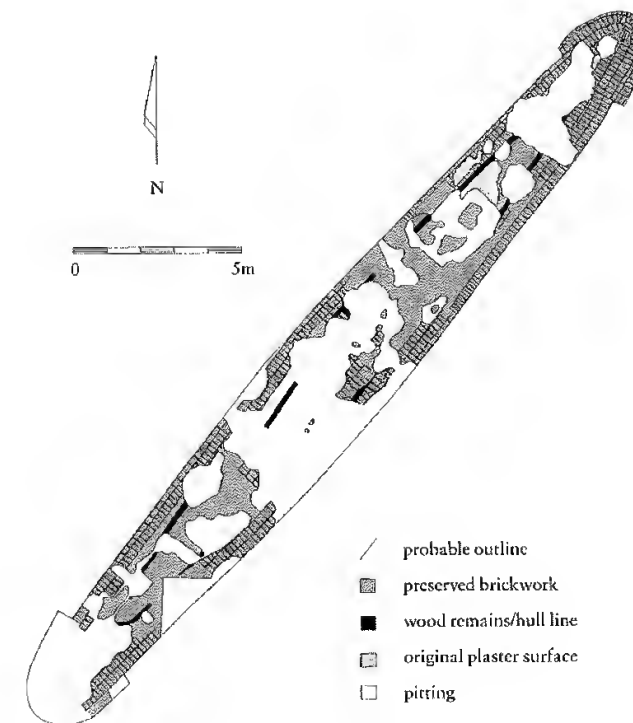 N
0 5m
probable outline
preserved brickwork
wood remains/hull line
original plaster surface
pitting